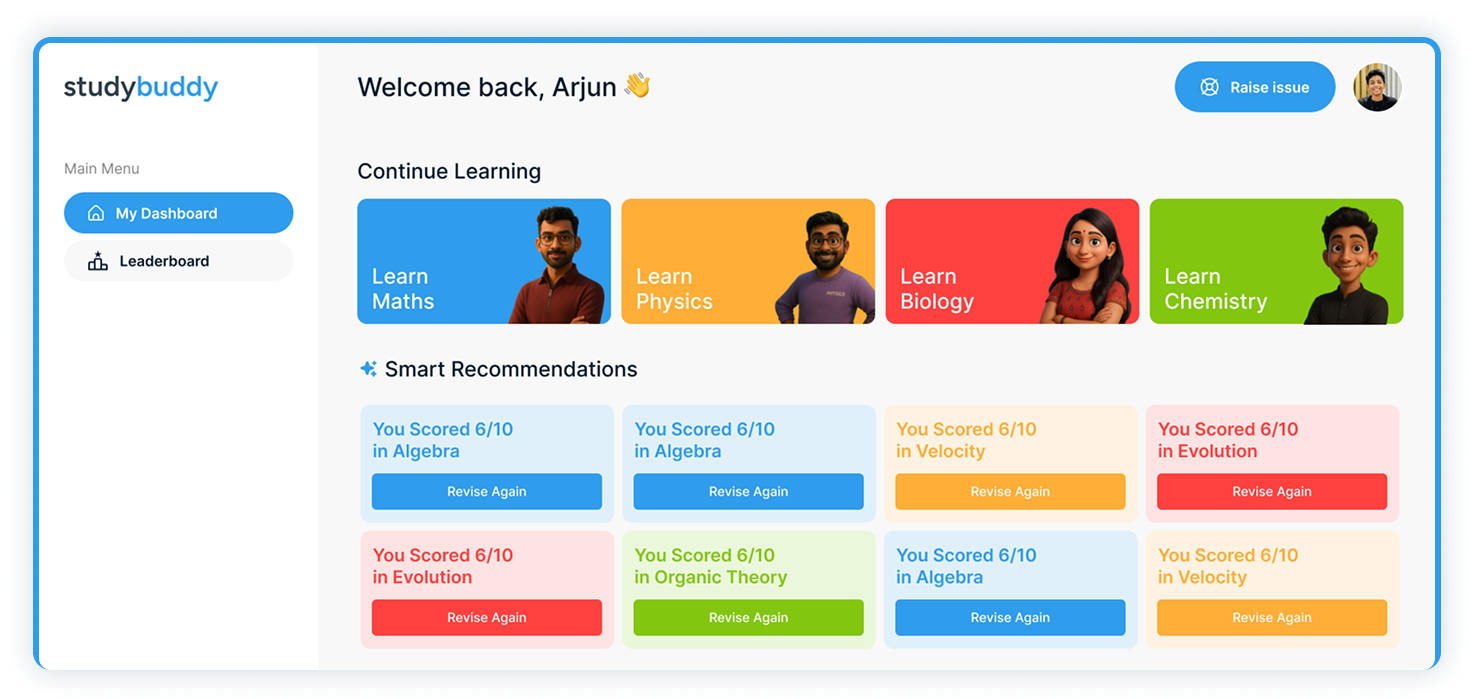 studybuddy
Welcome back, Arjun 👋
Raise issue
Main Menu
My Dashboard
Leaderboard
Continue Learning
Learn
Maths
Learn
Physics
PHYSICS
Learn
Biology
Learn
Chemistry
Smart Recommendations
You Scored 6/10
in Algebra
Revise Again
You Scored 6/10
in Algebra
Revise Again
You Scored 6/10
in Velocity
Revise Again
You Scored 6/10
in Evolution
Revise Again
You Scored 6/10
in Evolution
Revise Again
You Scored 6/10
in Organic Theory
Revise Again
You Scored 6/10
in Algebra
Revise Again
You Scored 6/10
in Velocity
Revise Again